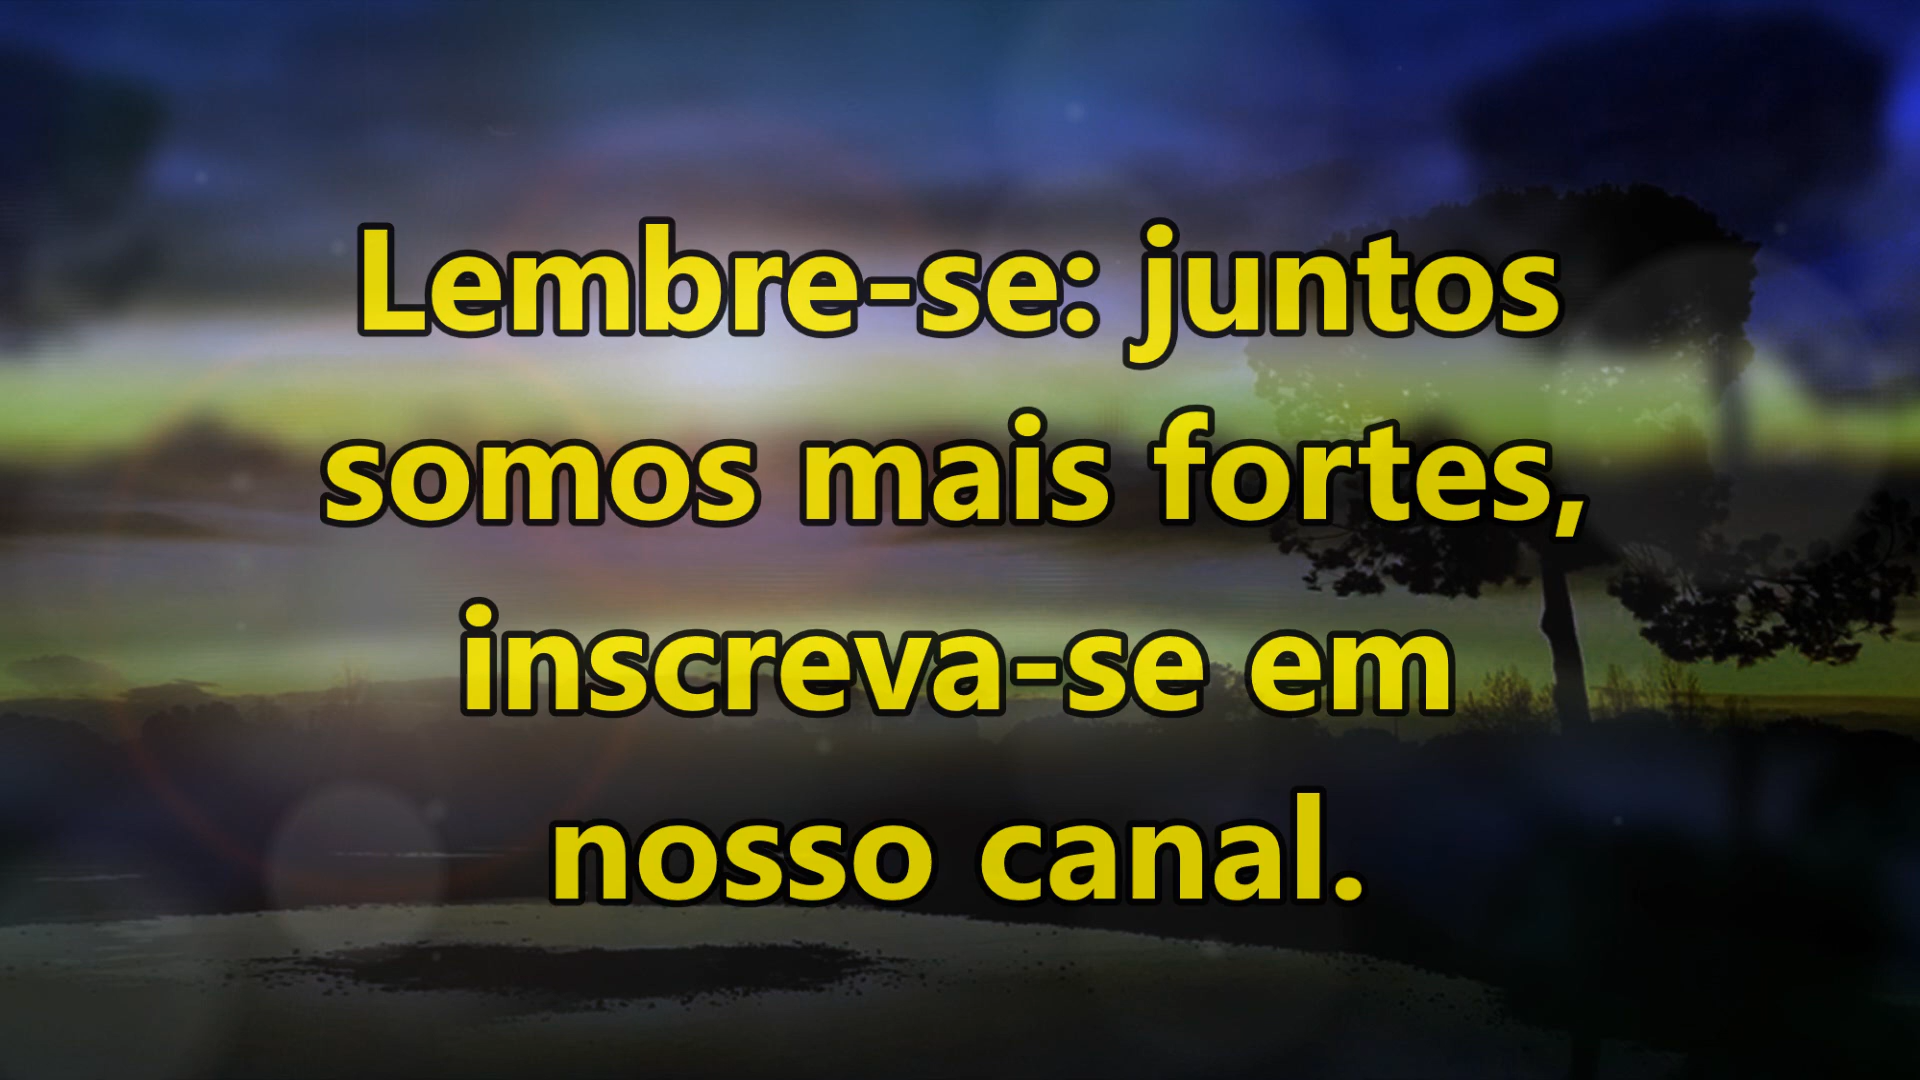 Lembre-se: juntos
somos mais fortes,
inscreva-se em
nosso canal.